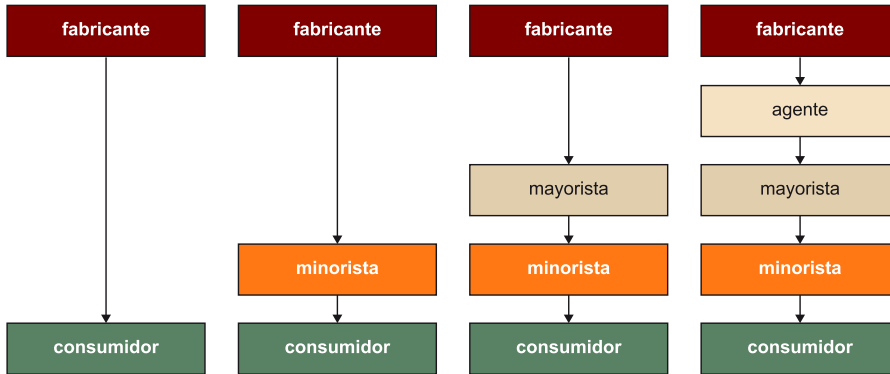 fabricante
fabricante
fabricante
fabricante
agente
mayorista
mayorista
minorista
minorista
minorista
consumidor
consumidor
consumidor
consumidor